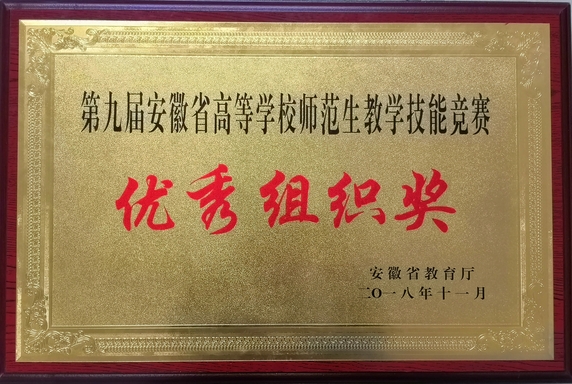 第九届安徽省高等学校师范生教学技能竞赛
优秀组织奖
安徽省教育厅
二〇一八年十一月